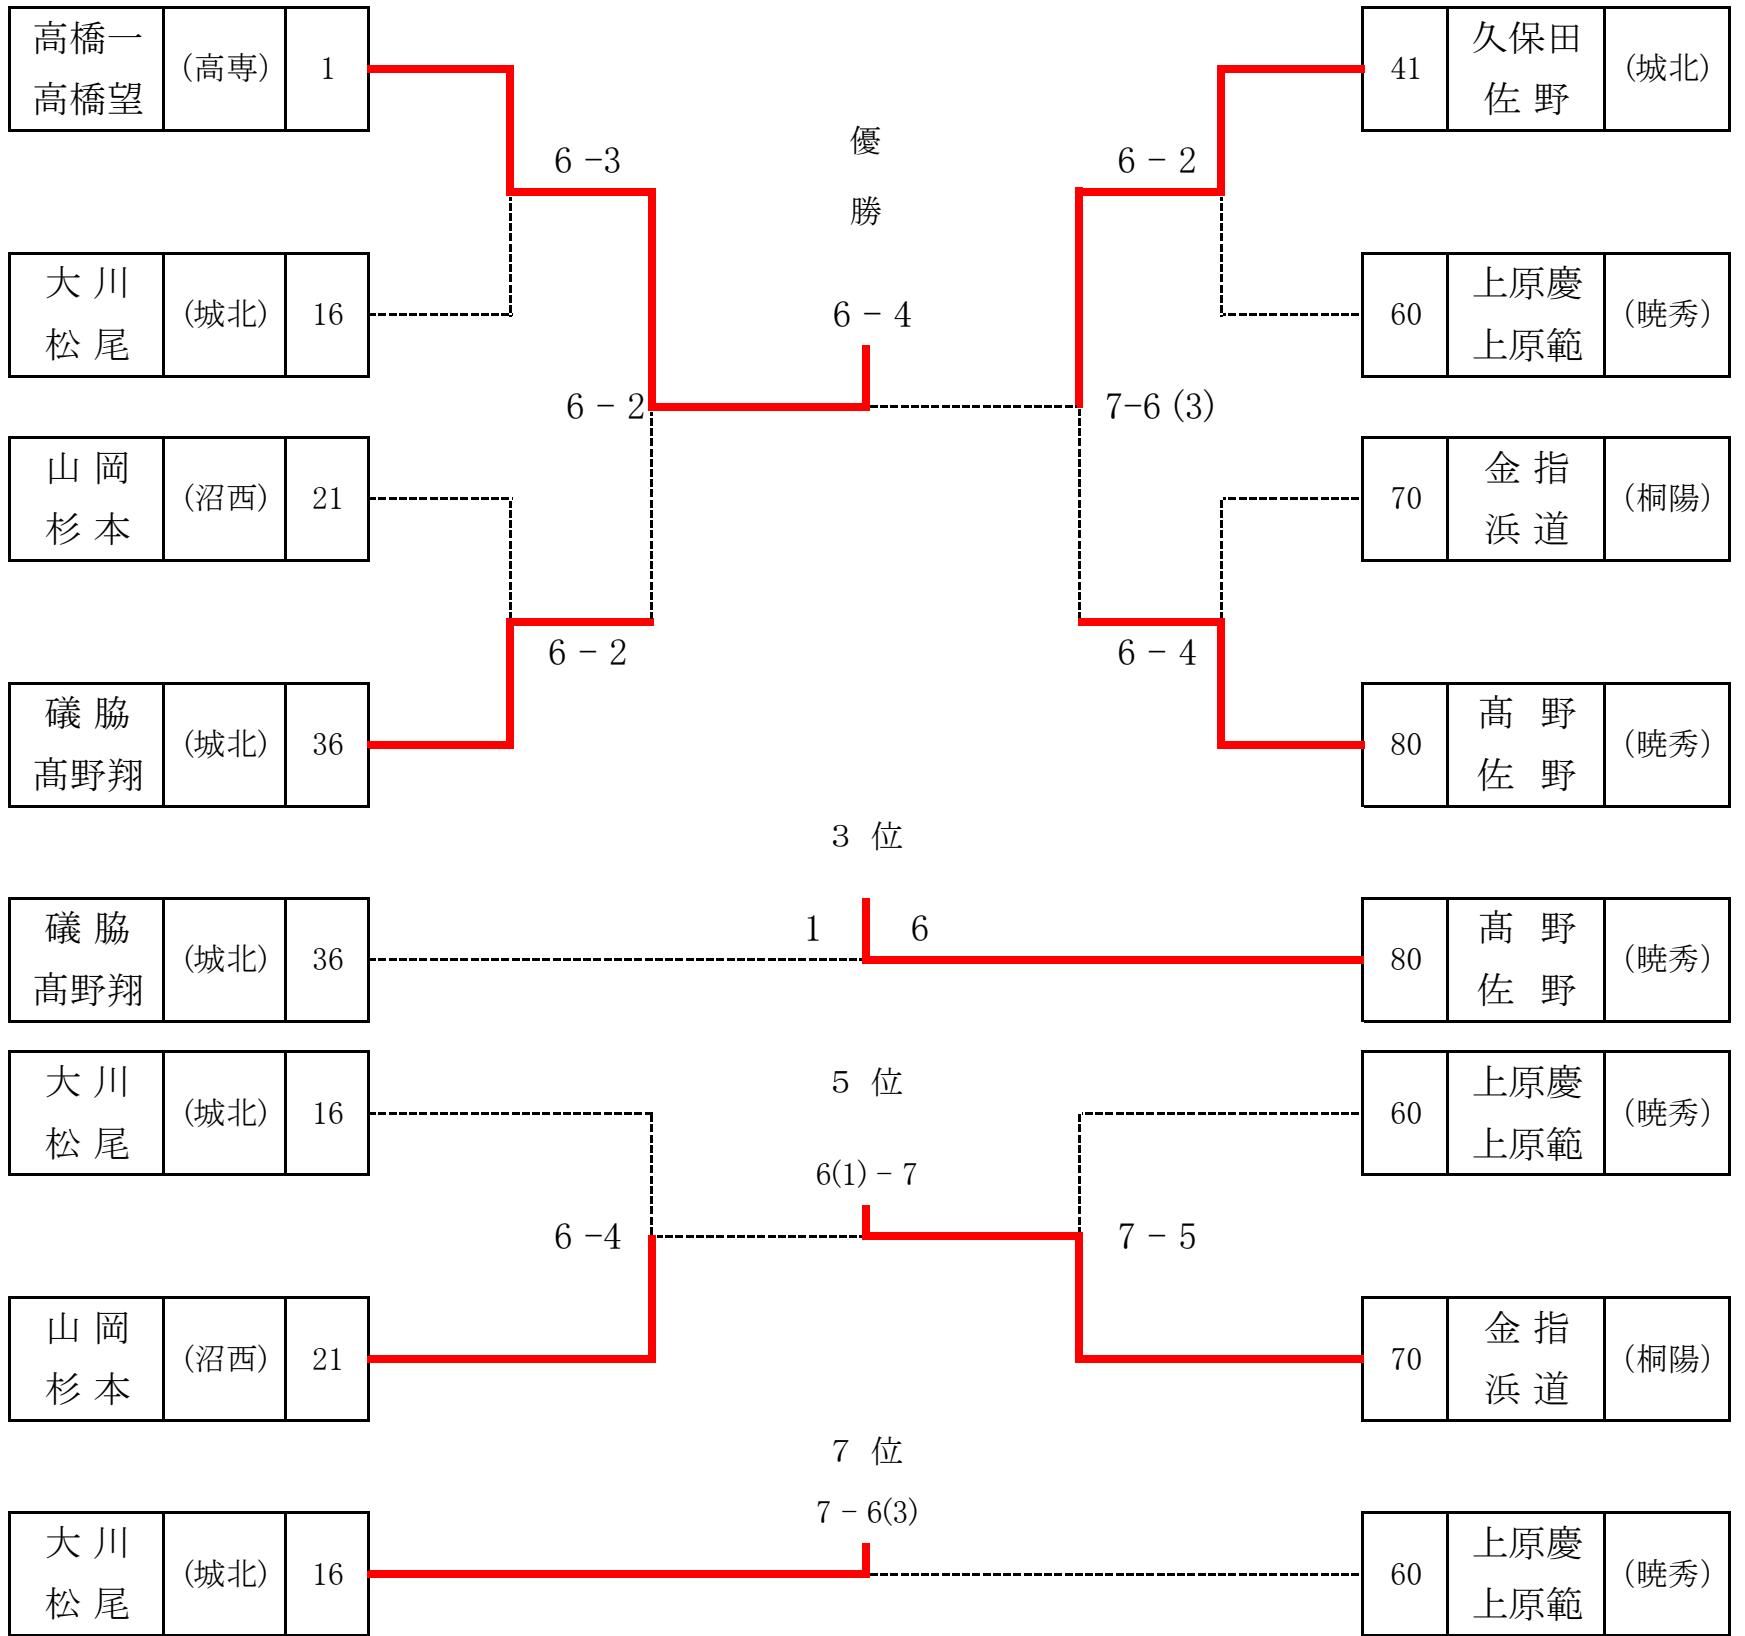 高橋一 高橋望 (高専) 1
41 久保田 佐 野 (城北)
6 -3
優
勝
6 - 2
大 川 松 尾 (城北) 16
6 - 4
60 上原慶 上原範 (暁秀)
6 - 2
7-6 (3)
山 岡 杉 本 (沼西) 21
70 金 指 浜 道 (桐陽)
6 - 2
6 - 4
礒 脇 髙野翔 (城北) 36
80 髙 野 佐 野 (暁秀)
3 位
礒 脇 髙野翔 (城北) 36
1 6
80 髙 野 佐 野 (暁秀)
5 位
大 川 松 尾 (城北) 16
60 上原慶 上原範 (暁秀)
6(1) - 7
6 -4
7 - 5
山 岡 杉 本 (沼西) 21
70 金 指 浜 道 (桐陽)
7 位
7 - 6(3)
大 川 松 尾 (城北) 16
60 上原慶 上原範 (暁秀)